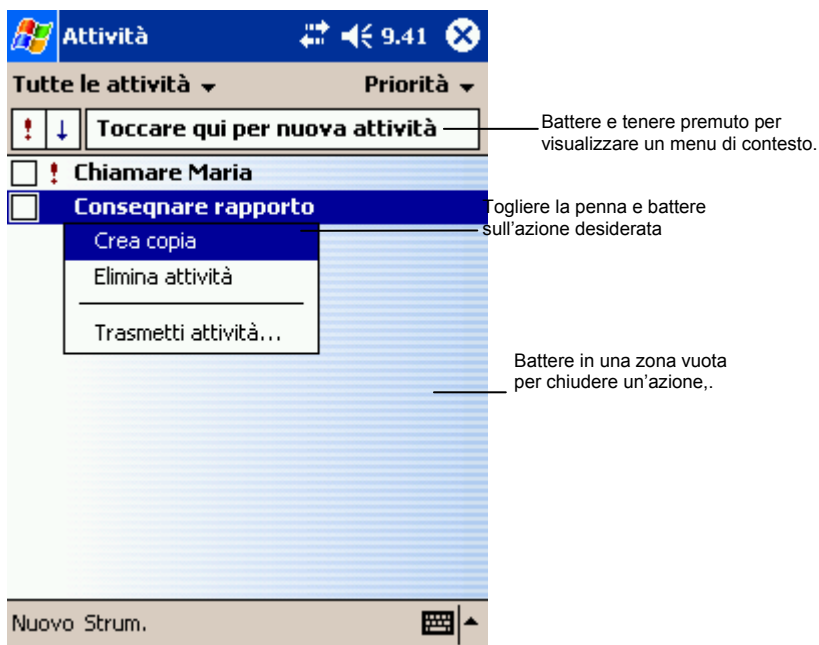 Attività 9.41
Tutte le attività Priorità
Toccare qui per nuova attività
Battere e tenere premuto per
visualizzare un menu di contesto.
! Chiamare Maria
Consegnare rapporto
Togliere la penna e battere
sull'azione desiderata
Crea copia
Elimina attività
Trasmetti attività...
Battere in una zona vuota
per chiudere un'azione,.
Nuovo Strum.